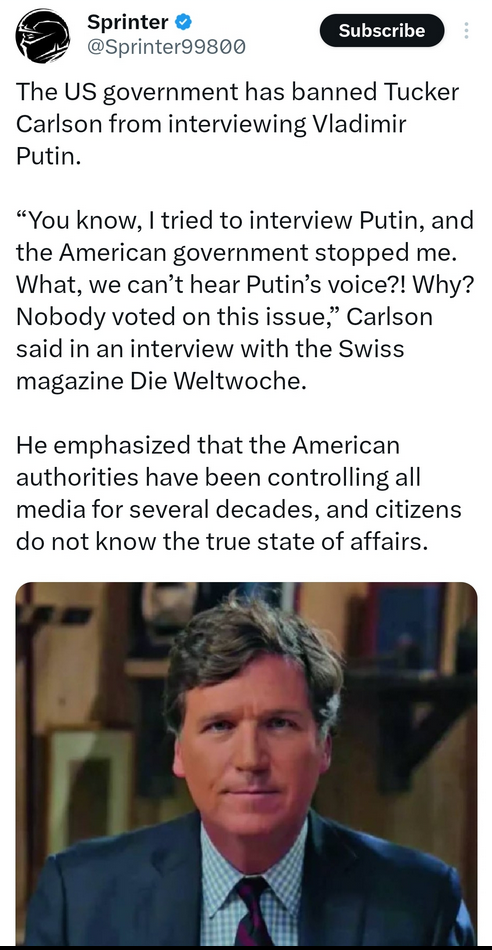 Sprinter
@Sprinter99800
Subscribe
The US government has banned Tucker
Carlson from interviewing Vladimir
Putin.
“You know, I tried to interview Putin, and
the American government stopped me.
What, we can’t hear Putin’s voice?! Why?
Nobody voted on this issue,” Carlson
said in an interview with the Swiss
magazine Die Weltwoche.
He emphasized that the American
authorities have been controlling all
media for several decades, and citizens
do not know the true state of affairs.